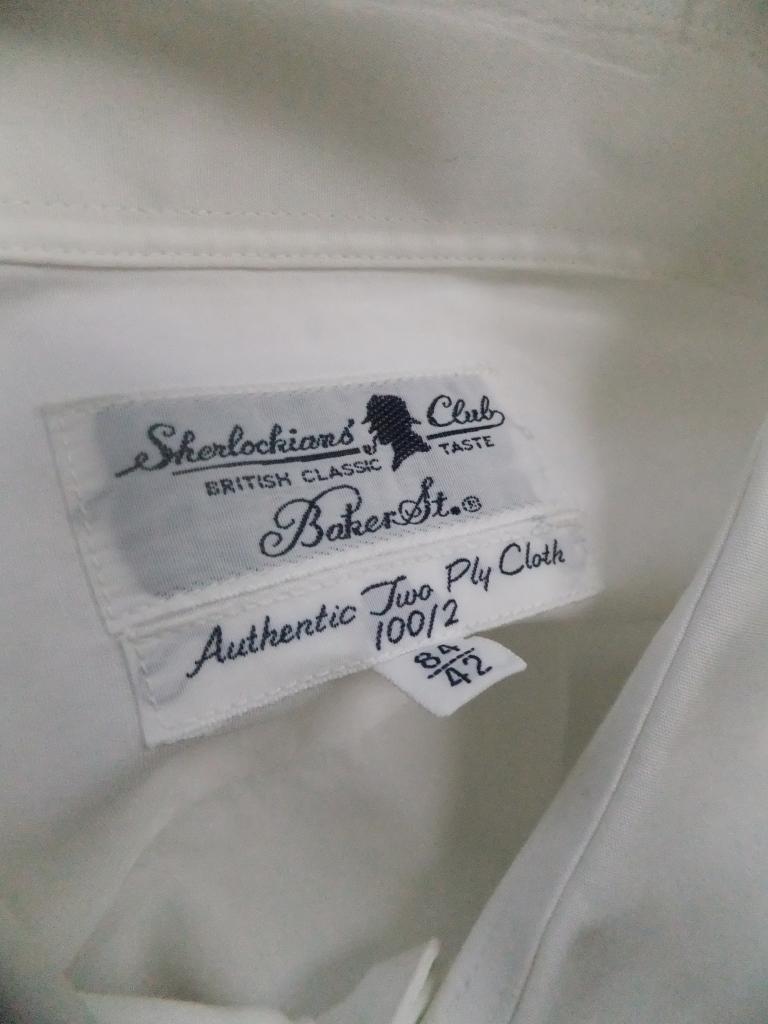 Sherlockians' Club
BRITISH CLASSIC TASTE
Baker St.®
Authentic Two Ply Cloth
100/2
84
42